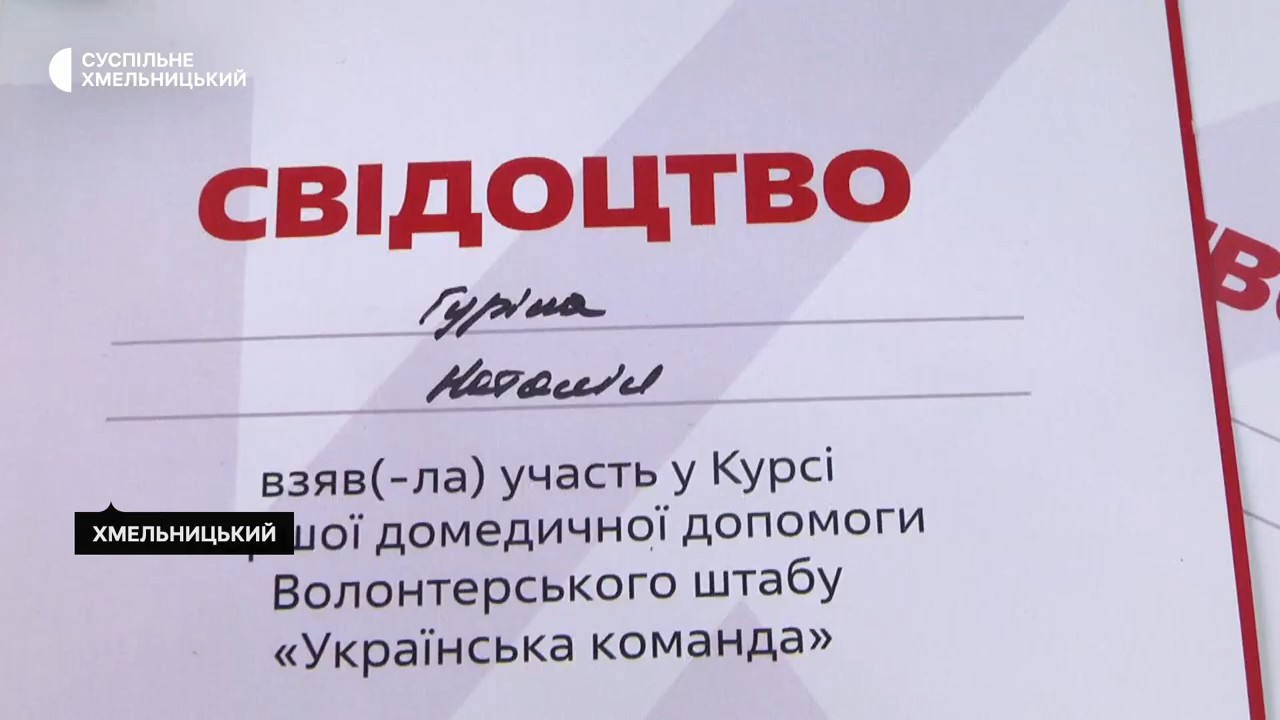 СУСПІЛЬНЕ
ХМЕЛЬНИЦЬКИЙ
СВІДОЦТВО
Гуріна
Наталія
взяв(-ла) участь у Курсі
домедичної допомоги
ХМЕЛЬНИЦЬКИЙ
Волонтерського штабу
«Українська команда»